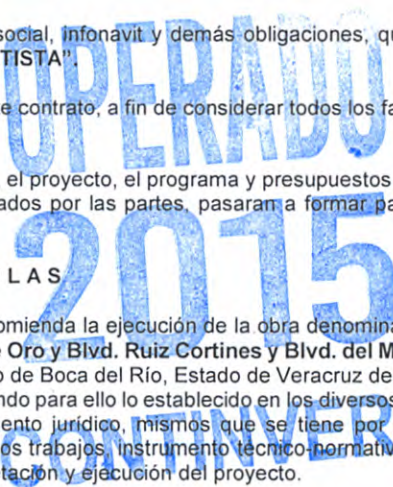 social, infonavit y demás obligaciones, qu
TISTA".
e contrato, a fin de considerar todos los fa
el proyecto, el programa y presupuestos
ados por las partes, pasaran a formar pa
L A S
omienda la ejecución de la obra denomina
e Oro y Blvd. Ruiz Cortines y Blvd. del M
o de Boca del Río, Estado de Veracruz de
ndo para ello lo establecido en los diversos
ento jurídico, mismos que se tiene por
os trabajos, instrumento técnico-normativ
tación y ejecución del proyecto.
OPERADO
2015
CONTINVER